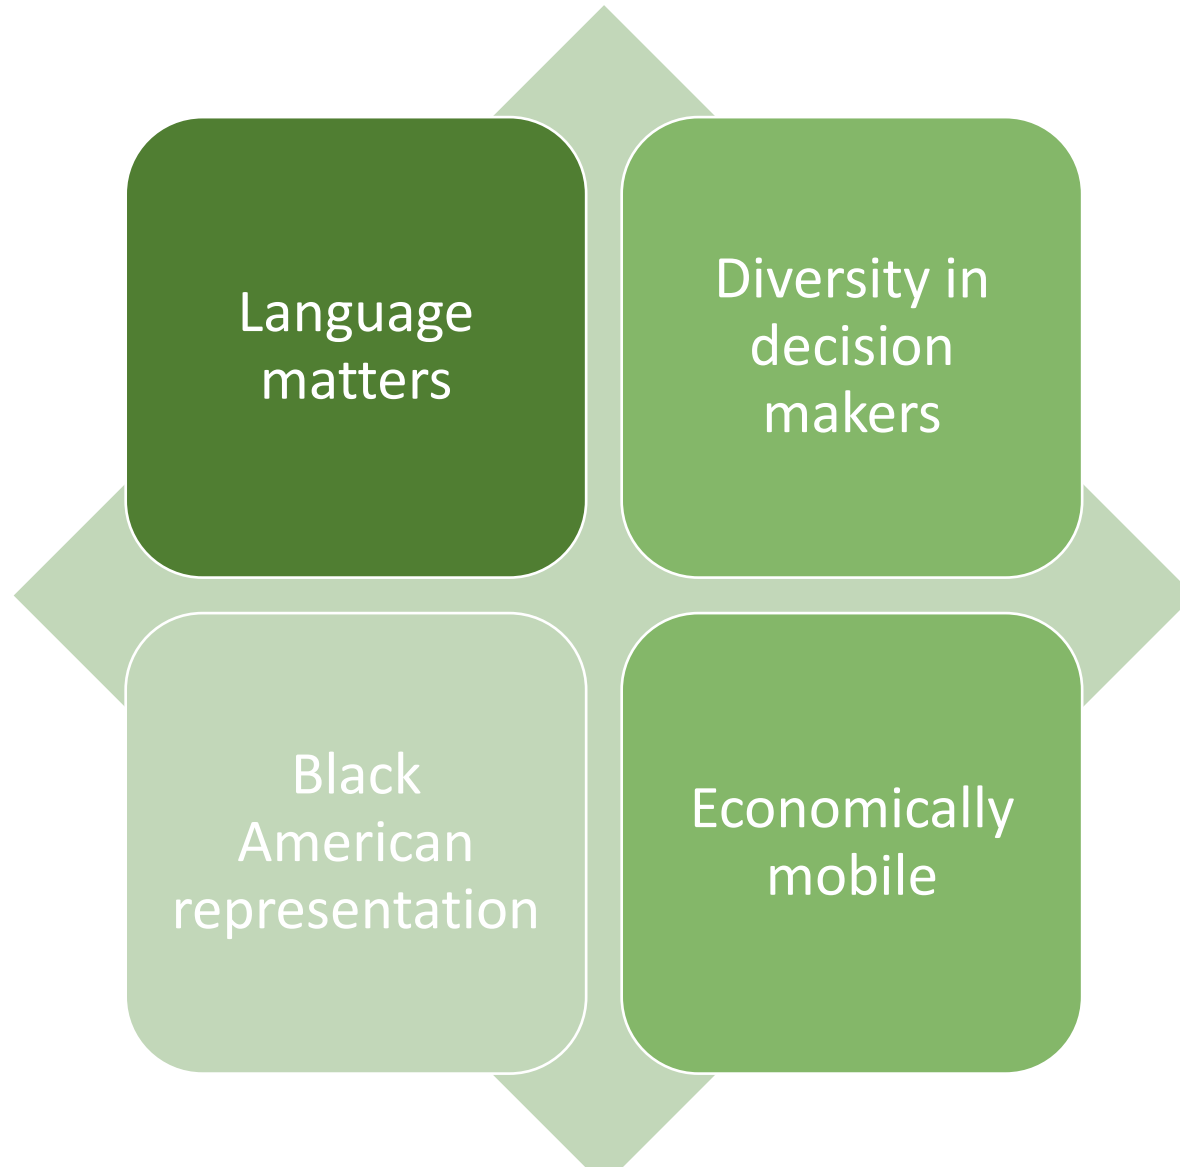 Language
matters
Diversity in
decision
makers
Black
American
representation
Economically
mobile